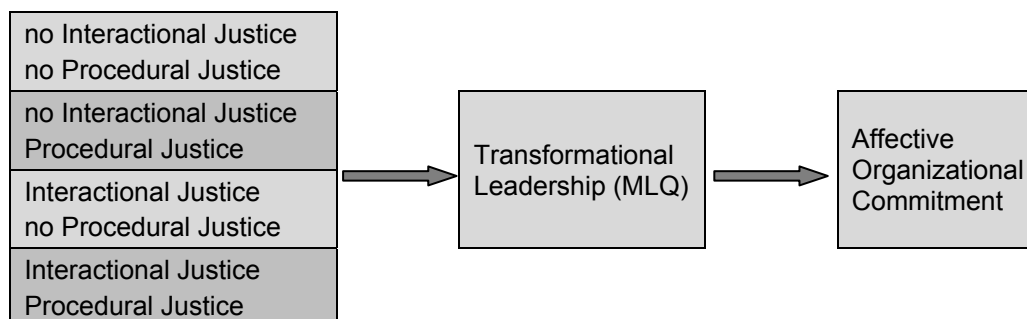 no Interactional Justice
no Procedural Justice
no Interactional Justice
Procedural Justice
Interactional Justice
no Procedural Justice
Interactional Justice
Procedural Justice
Transformational
Leadership (MLQ)
Affective
Organizational
Commitment